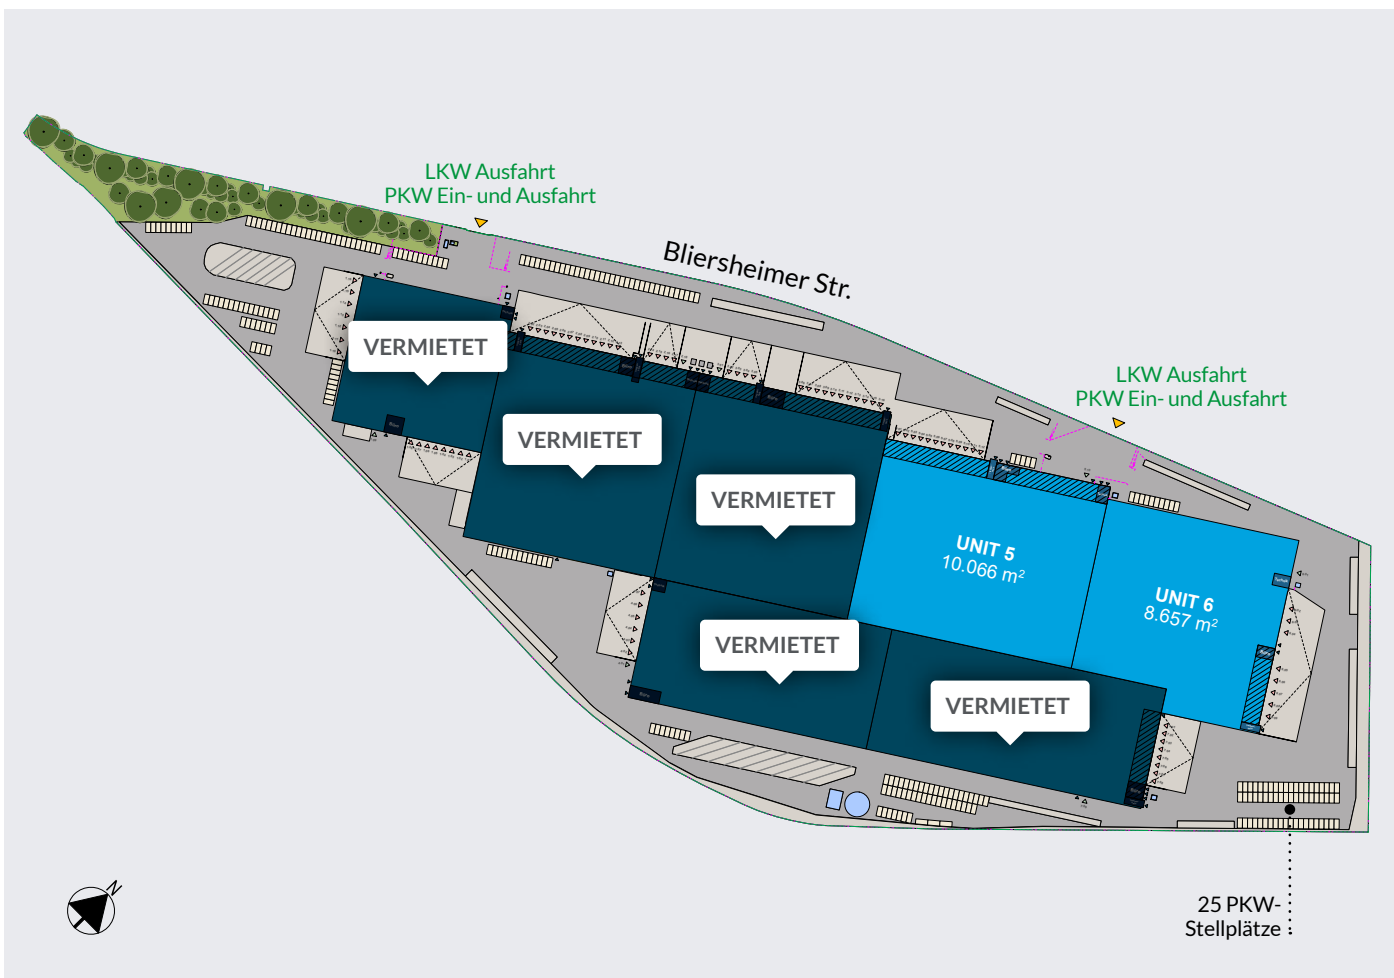 LKW Ausfahrt
PKW Ein- und Ausfahrt
Bliersheimer Str.
VERMIETET
LKW Ausfahrt
PKW Ein- und Ausfahrt
VERMIETET
VERMIETET
UNIT 5
10.066 m²
UNIT 6
8.657 m²
VERMIETET
VERMIETET
25 PKW-
Stellplätze
N